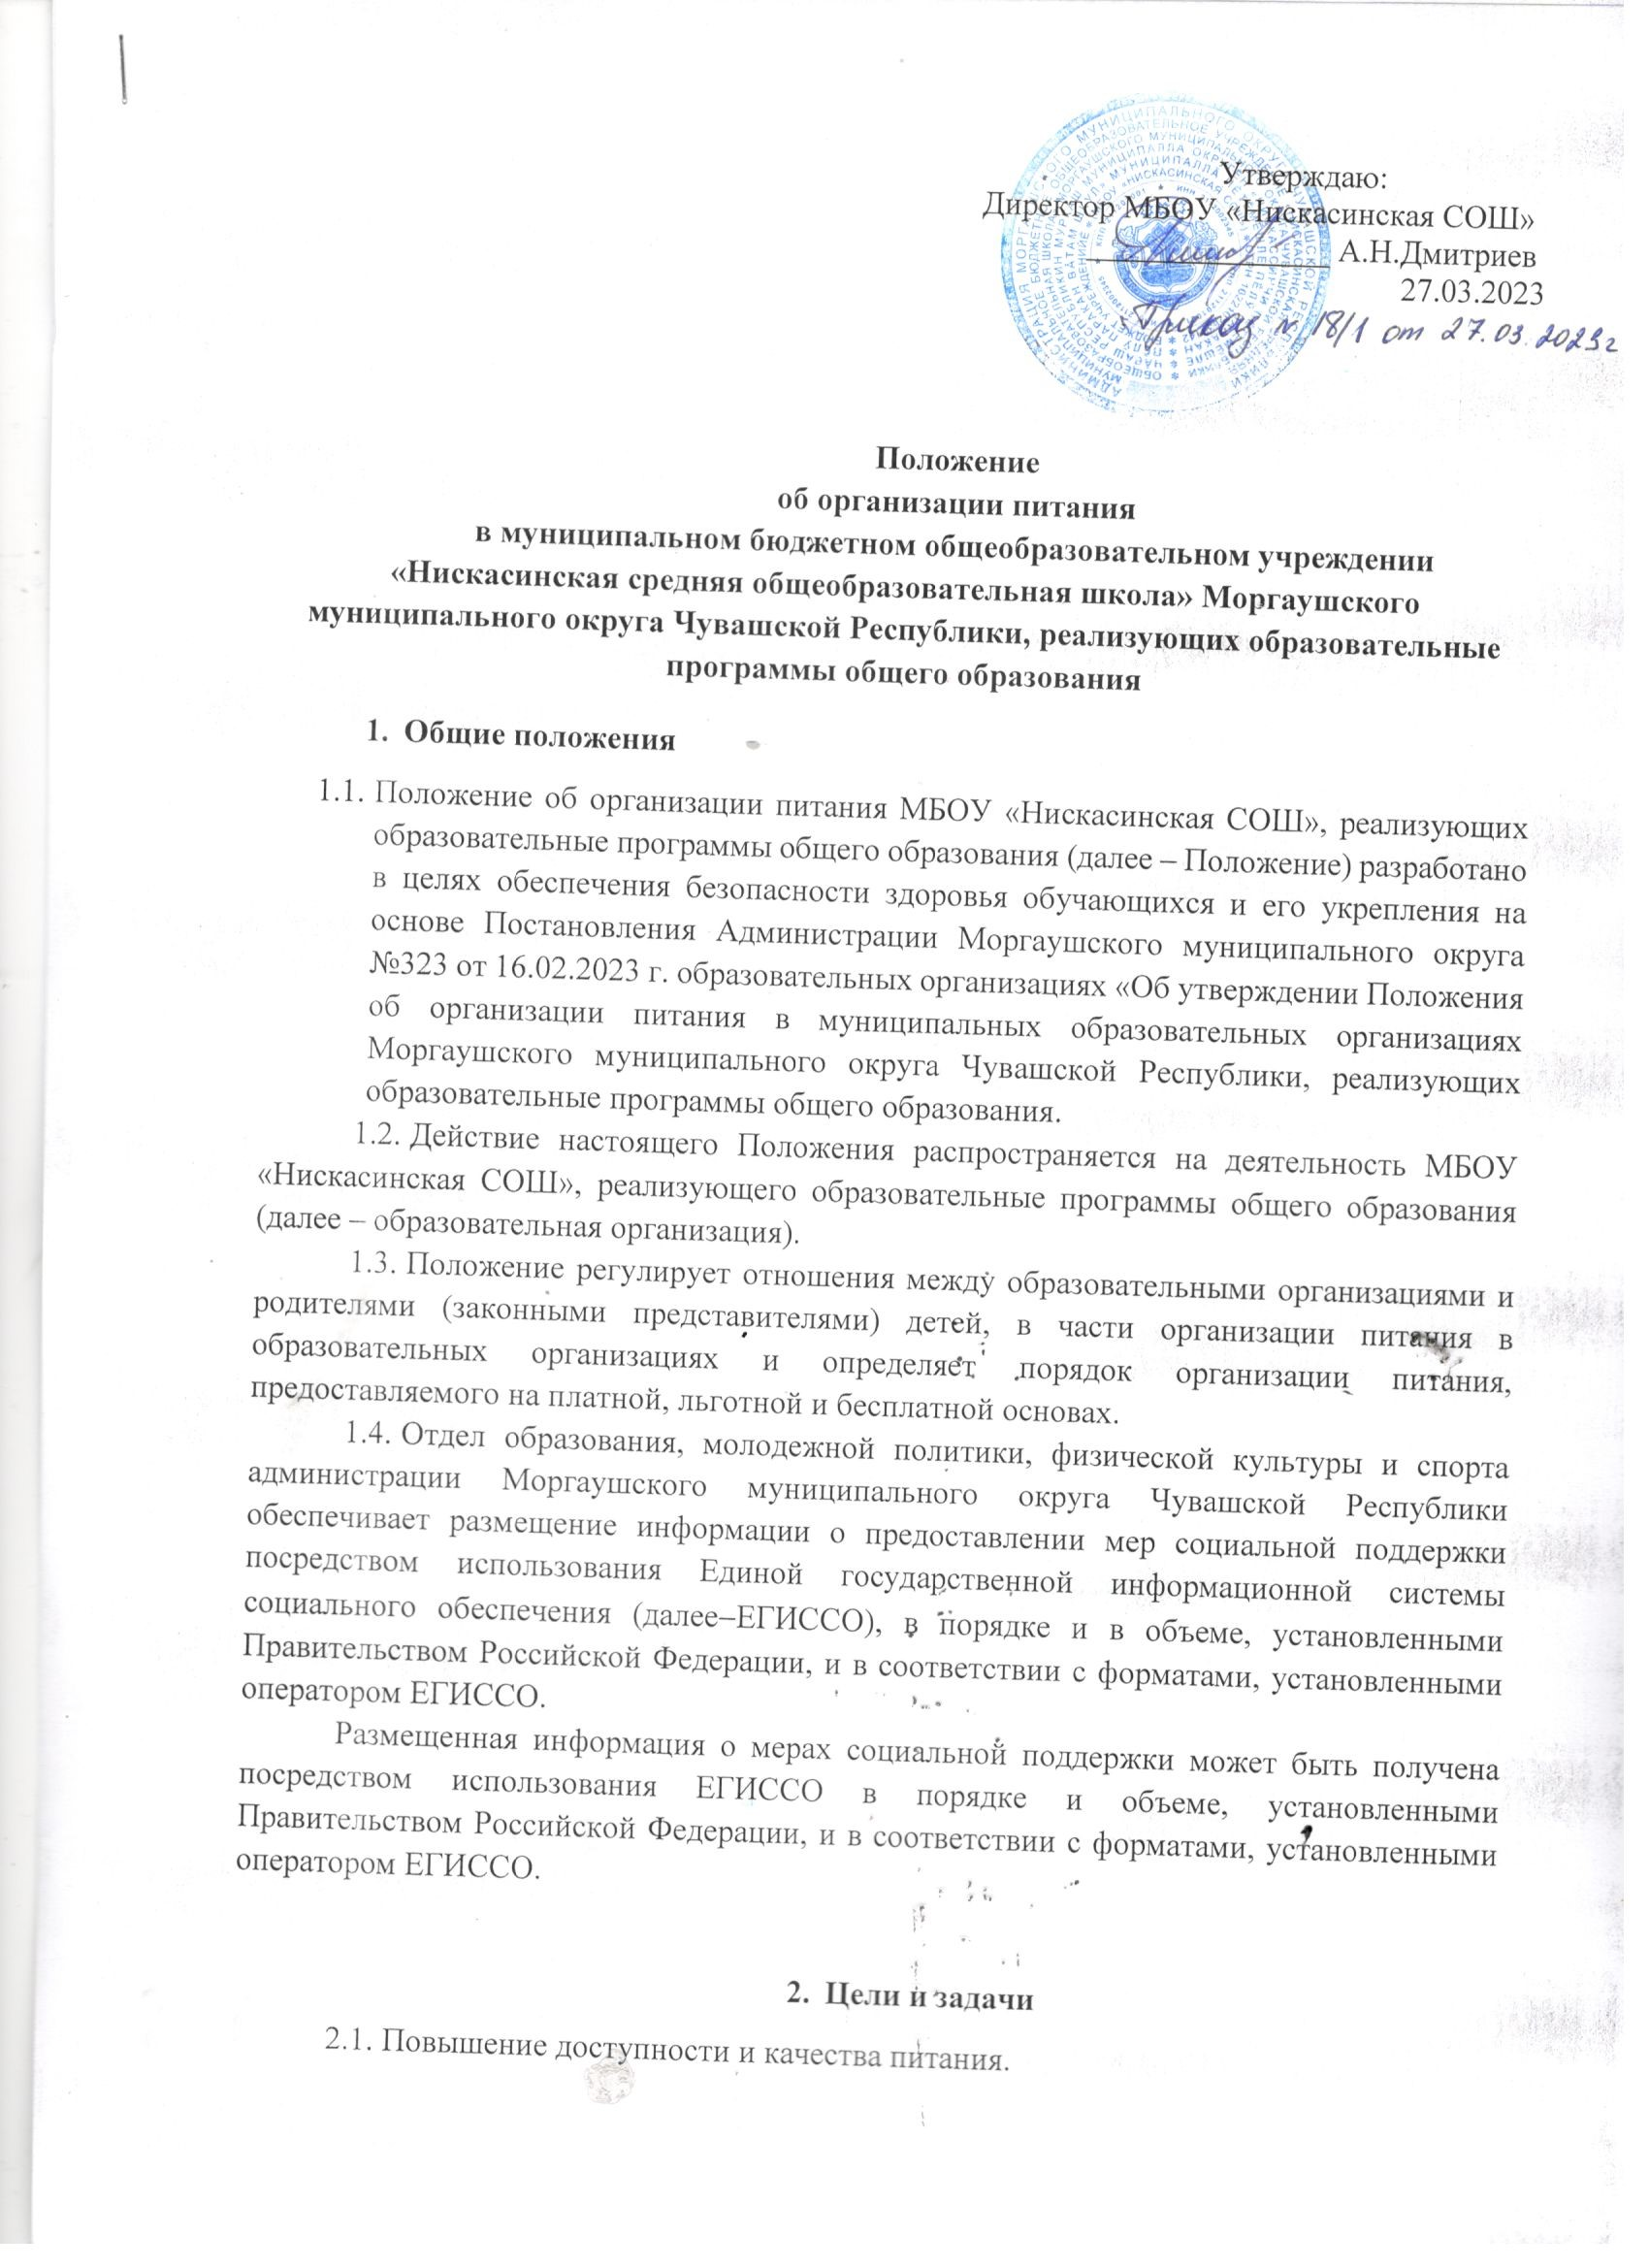 Утверждаю:
Директор МБОУ «Нискасинская СОШ»
А.Н.Дмитриев
27.03.2023
Приказ № 18/1 от 27.03.2023г
Положение
об организации питания
в муниципальном бюджетном общеобразовательном учреждении
«Нискасинская средняя общеобразовательная школа» Моргаушского
муниципального округа Чувашской Республики, реализующих образовательные
программы общего образования
1. Общие положения
1.1. Положение об организации питания МБОУ «Нискасинская СОШ», реализующих
образовательные программы общего образования (далее – Положение) разработано
в целях обеспечения безопасности здоровья обучающихся и его укрепления на
основе Постановления Администрации Моргаушского муниципального округа
№323 от 16.02.2023 г. образовательных организациях «Об утверждении Положения
об организации питания в муниципальных образовательных организациях
Моргаушского муниципального округа Чувашской Республики, реализующих
образовательные программы общего образования.
1.2. Действие настоящего Положения распространяется на деятельность МБОУ
«Нискасинская СОШ», реализующего образовательные программы общего образования
(далее – образовательная организация).
1.3. Положение регулирует отношения между образовательными организациями и
родителями (законными представителями) детей, в части организации питания в
образовательных организациях и определяет порядок организации питания,
предоставляемого на платной, льготной и бесплатной основах.
1.4. Отдел образования, молодежной политики, физической культуры и спорта
администрации Моргаушского муниципального округа Чувашской Республики
обеспечивает размещение информации о предоставлении мер социальной поддержки
посредством использования Единой государственной информационной системы
социального обеспечения (далее–ЕГИССО), в порядке и в объеме, установленными
Правительством Российской Федерации, и в соответствии с форматами, установленными
оператором ЕГИССО.
Размещенная информация о мерах социальной поддержки может быть получена
посредством использования ЕГИССО в порядке и объеме, установленными
Правительством Российской Федерации, и в соответствии с форматами, установленными
оператором ЕГИССО.
2. Цели и задачи
2.1. Повышение доступности и качества питания.